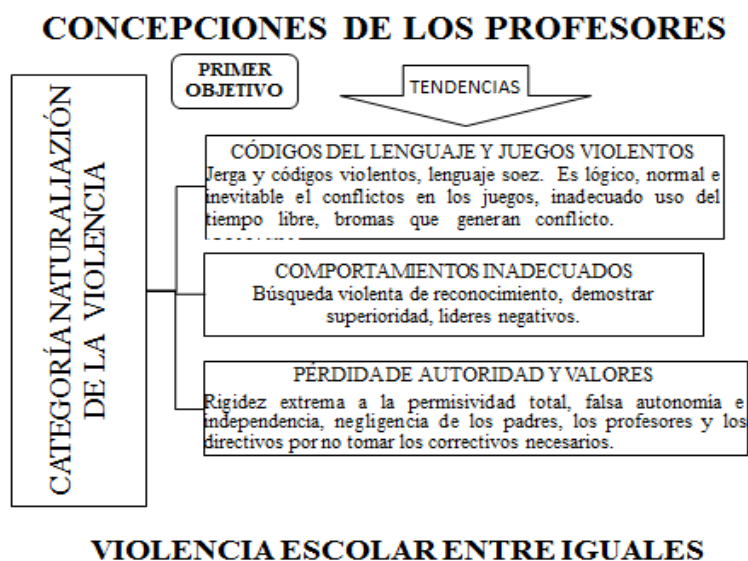 CONCEPCIONES DE LOS PROFESORES
PRIMER
OBJETIVO
TENDENCIAS
CATEGORÍA NATURALIAZIÓN
DE LA VIOLENCIA
CÓDIGOS DEL LENGUAJE Y JUEGOS VIOLENTOS
Jerga y códigos violentos, lenguaje soez. Es lógico, normal e
inevitable el conflictos en los juegos, inadecuado uso del
tiempo libre, bromas que generan conflicto.
COMPORTAMIENTOS INADECUADOS
Búsqueda violenta de reconocimiento, demostrar
superioridad, lideres negativos.
PÉRDIDA DE AUTORIDAD Y VALORES
Rigidez extrema a la permisividad total, falsa autonomía e
independencia, negligencia de los padres, los profesores y los
directivos por no tomar los correctivos necesarios.
VIOLENCIA ESCOLAR ENTRE IGUALES